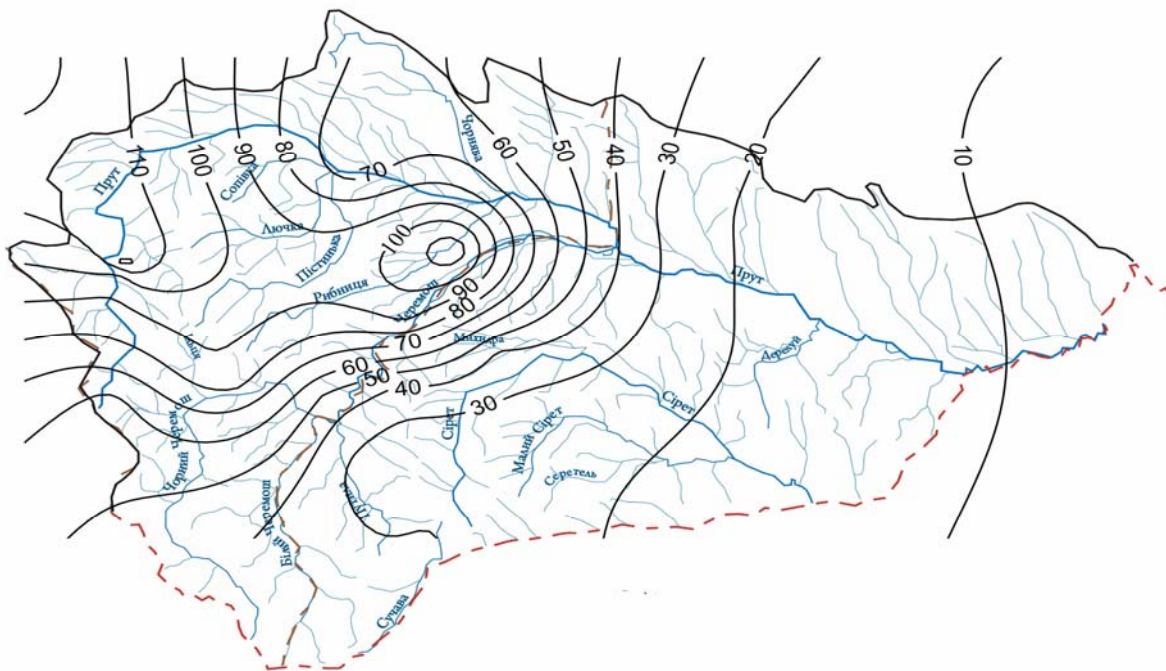 110
100
90
80
70
60
50
40
30
20
10
Прут
Сопівка
Чорнява
Лючка
Пістинька
100
Рибниця
Черемош
90
80
70
Михидра
60
50
40
30
Прут
Дерелуй
Сірет
Сірет
Малий Сірет
Серетель
Чорний Черемош
Білий Черемош
Путила
Сучава